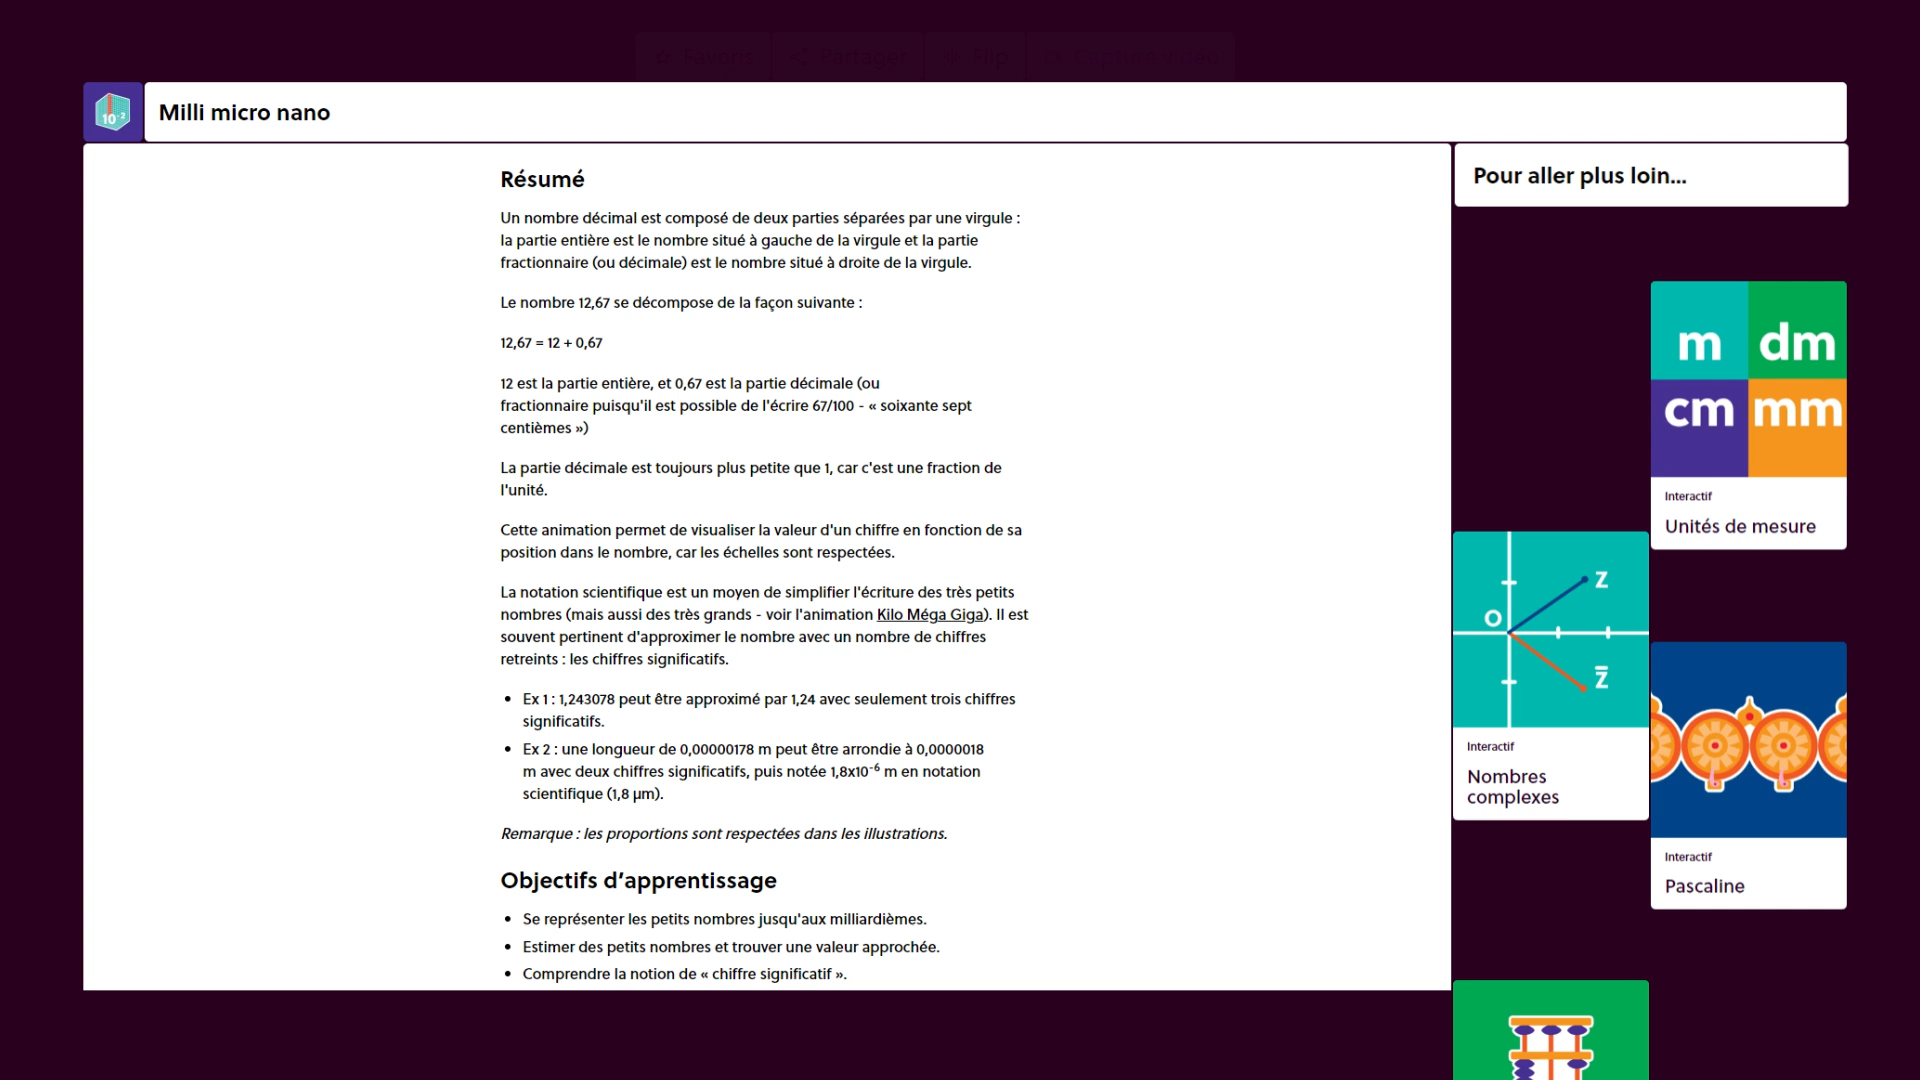 Favoris
Partager
Flip
Milli micro nano
Résumé
Un nombre décimal est composé de deux parties séparées par une virgule :
la partie entière est le nombre situé à gauche de la virgule et la partie
fractionnaire (ou décimale) est le nombre situé à droite de la virgule.
Le nombre 12,67 se décompose de la façon suivante :
12,67 = 12 + 0,67
12 est la partie entière, et 0,67 est la partie décimale (ou
fractionnaire puisqu'il est possible de l'écrire 67/100 - « soixante sept
centièmes »)
La partie décimale est toujours plus petite que 1, car c'est une fraction de
l'unité.
Cette animation permet de visualiser la valeur d'un chiffre en fonction de sa
position dans le nombre, car les échelles sont respectées.
La notation scientifique est un moyen de simplifier l'écriture des très petits
nombres (mais aussi des très grands - voir l'animation Kilo Méga Giga). Il est
souvent pertinent d'approximer le nombre avec un nombre de chiffres
retreints : les chiffres significatifs.
• Ex 1 : 1,243078 peut être approximé par 1,24 avec seulement trois chiffres
significatifs.
• Ex 2 : une longueur de 0,00000178 m peut être arrondie à 0,0000018
m avec deux chiffres significatifs, puis notée 1,8x10⁻⁶ m en notation
scientifique (1,8 µm).
Remarque : les proportions sont respectées dans les illustrations.
Objectifs d’apprentissage
• Se représenter les petits nombres jusqu'aux milliardièmes.
• Estimer des petits nombres et trouver une valeur approchée.
• Comprendre la notion de « chiffre significatif ».
Pour aller plus loin...
m dm
cm mm
Interactif
Unités de mesure
z
O
z̄
Interactif
Nombres
complexes
Interactif
Pascaline
10⁻²